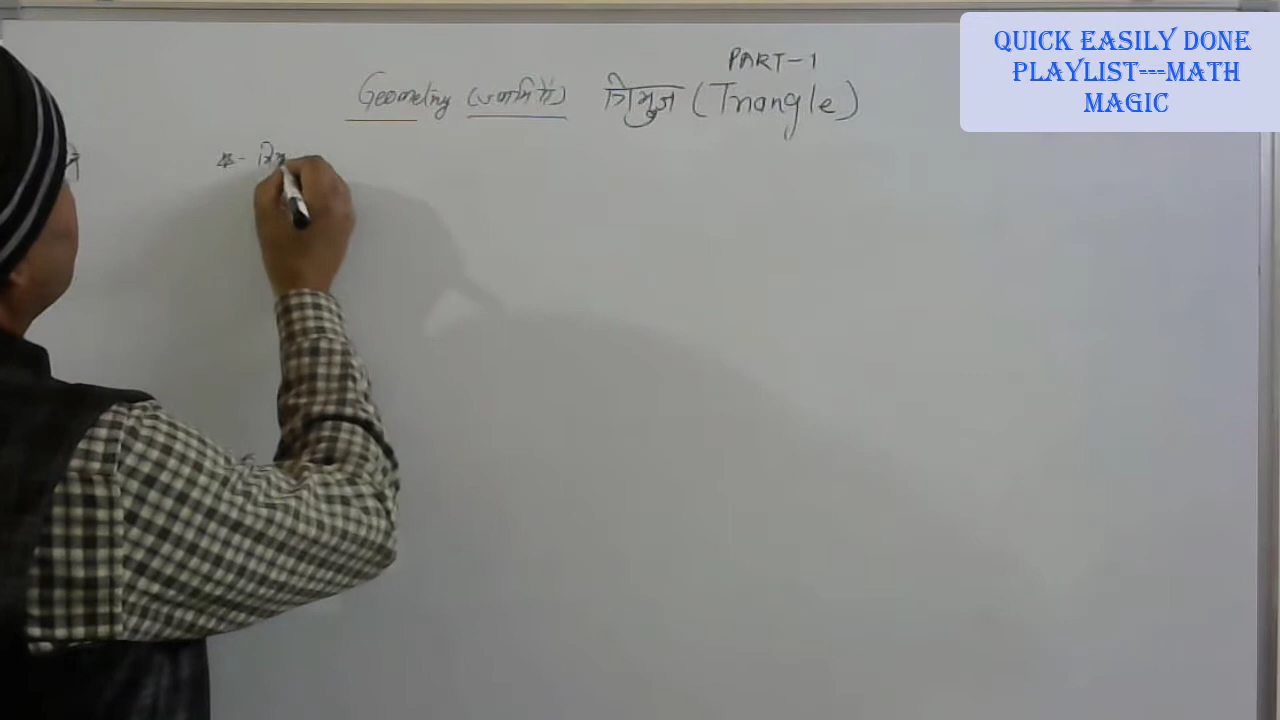 QUICK EASILY DONE
PLAYLIST---MATH
MAGIC
PART-1
Geometry (ज्यामिति) त्रिभुज (Triangle)